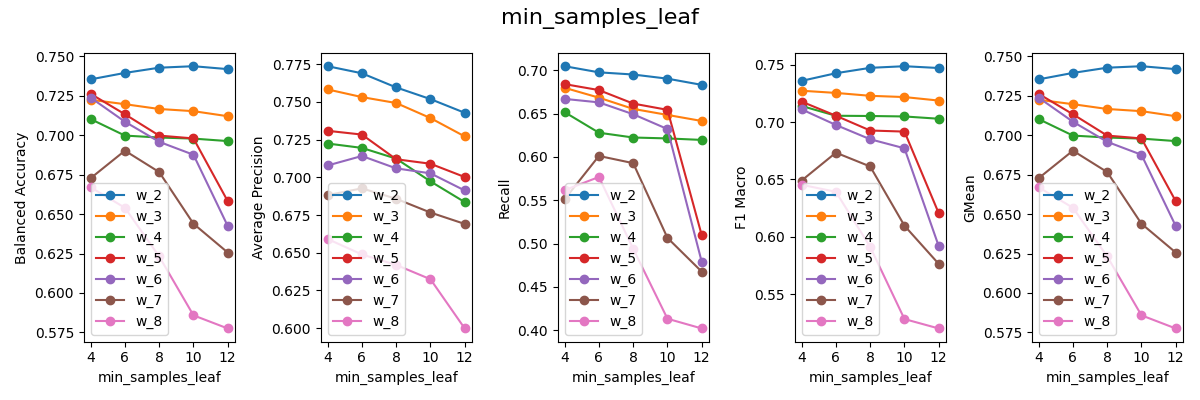 min_samples_leaf
Balanced Accuracy
0.750
0.725
0.700
0.675
0.650
0.625
0.600
0.575
w_2
w_3
w_4
w_5
w_6
w_7
w_8
4 6 8 10 12
min_samples_leaf
Average Precision
0.775
0.750
0.725
0.700
0.675
0.650
0.625
0.600
w_2
w_3
w_4
w_5
w_6
w_7
w_8
4 6 8 10 12
min_samples_leaf
Recall
0.70
0.65
0.60
0.55
0.50
0.45
0.40
w_2
w_3
w_4
w_5
w_6
w_7
w_8
4 6 8 10 12
min_samples_leaf
F1 Macro
0.75
0.70
0.65
0.60
0.55
w_2
w_3
w_4
w_5
w_6
w_7
w_8
4 6 8 10 12
min_samples_leaf
GMean
0.750
0.725
0.700
0.675
0.650
0.625
0.600
0.575
w_2
w_3
w_4
w_5
w_6
w_7
w_8
4 6 8 10 12
min_samples_leaf